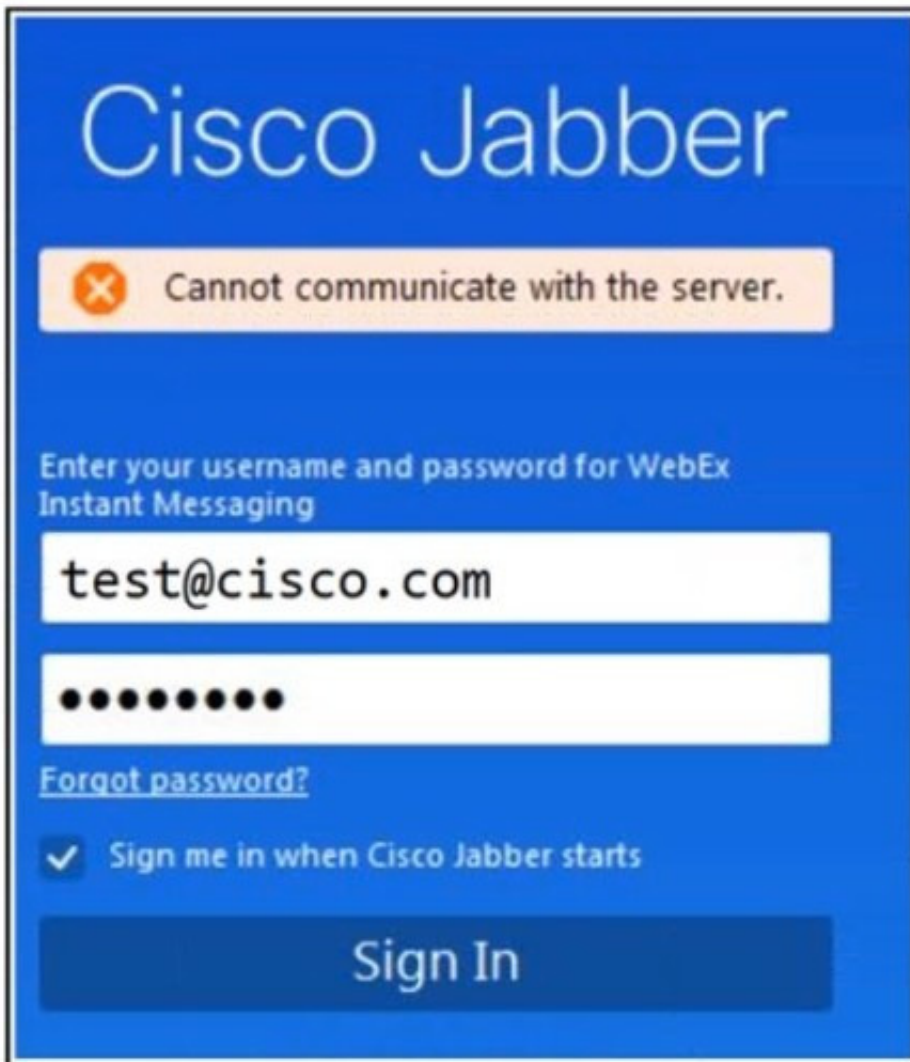 Cisco Jabber
Cannot communicate with the server.
Enter your username and password for WebEx
Instant Messaging
test@cisco.com
••••••••
Forgot password?
Sign me in when Cisco Jabber starts
Sign In